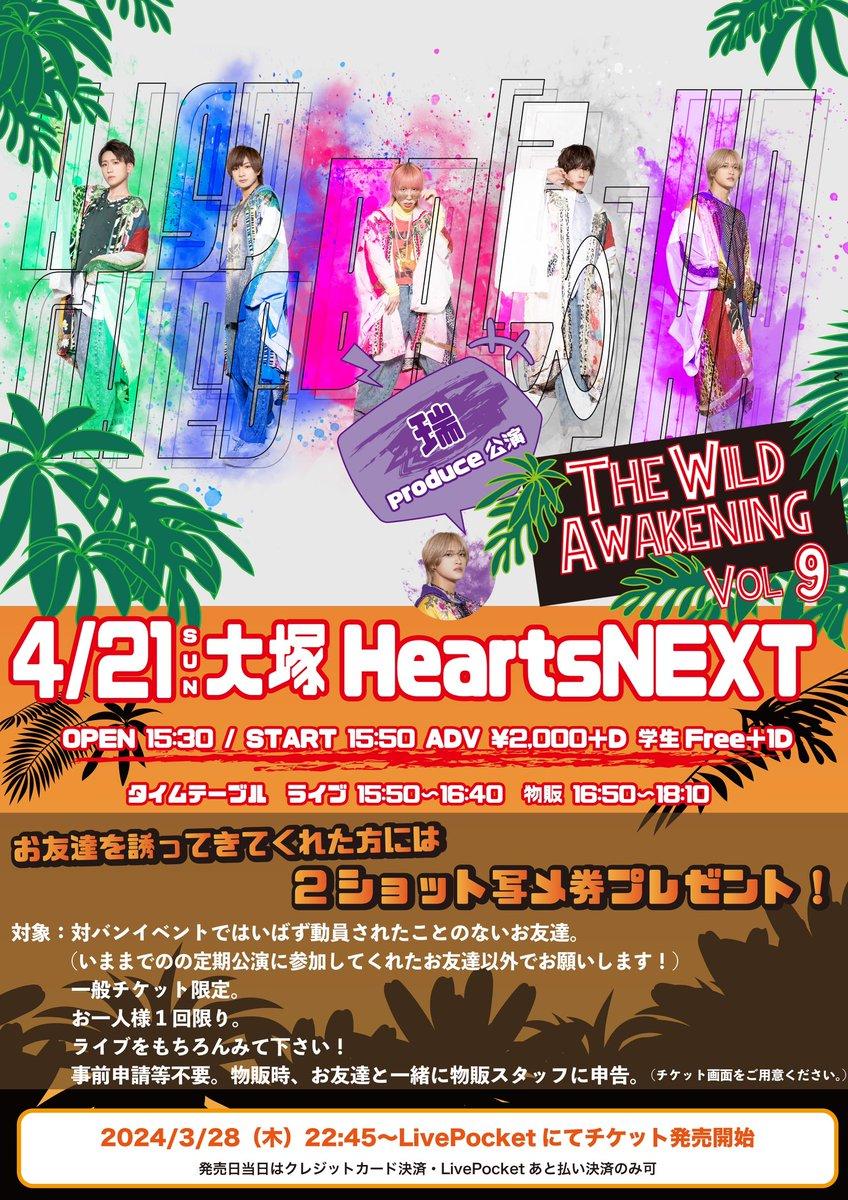 瑞
produce 公演
THE WILD
AWAKENING
VOL 9
4/21 SUN 大塚 HeartsNEXT
OPEN 15:30 / START 15:50 ADV ¥2,000+D 学生 Free+1D
タイムテーブル ライブ 15:50〜16:40 物販 16:50〜18:10
お友達を誘ってきてくれた方には
2ショット写メ券プレゼント！
対象：対バンイベントではいばず動員されたことのないお友達。
（いままでのの定期公演に参加してくれたお友達以外でお願いします！）
一般チケット限定。
お一人様１回限り。
ライブをもちろんみて下さい！
事前申請等不要。物販時、お友達と一緒に物販スタッフに申告。（チケット画面をご用意ください。）
2024/3/28（木）22:45〜LivePocketにてチケット発売開始
発売日当日はクレジットカード決済・LivePocketあと払い決済のみ可